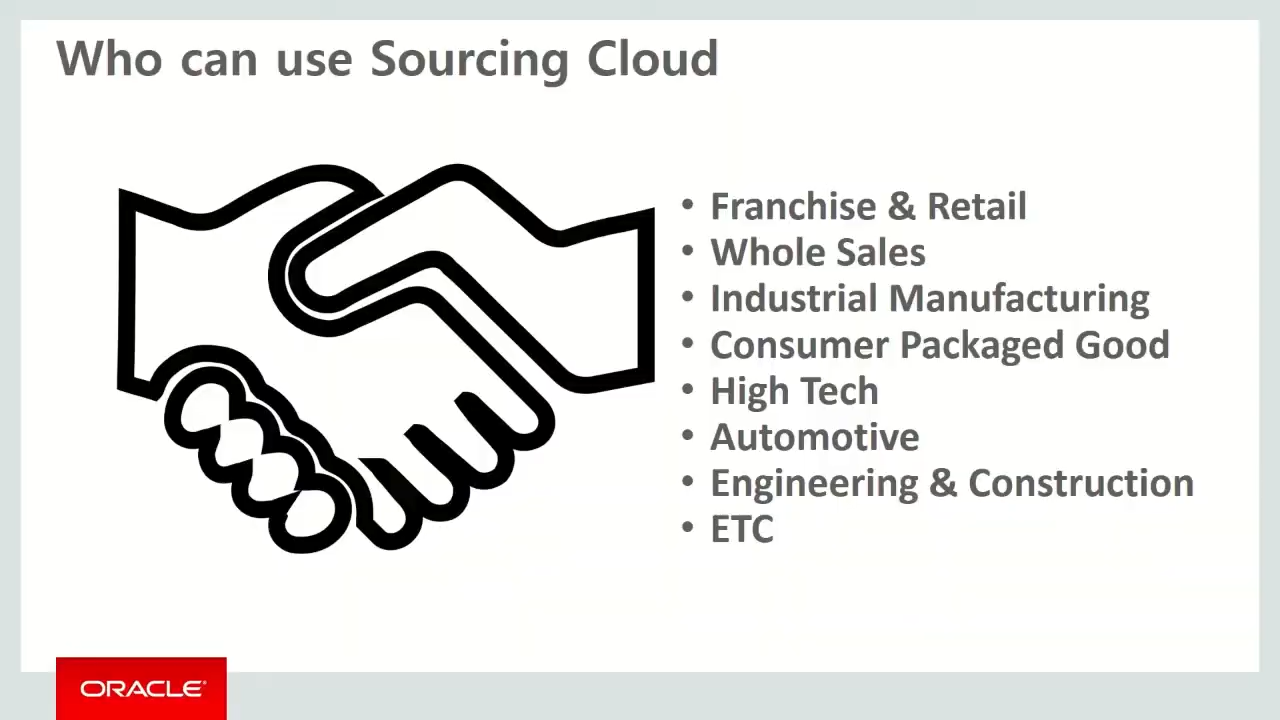 Who can use Sourcing Cloud
• Franchise & Retail
• Whole Sales
• Industrial Manufacturing
• Consumer Packaged Good
• High Tech
• Automotive
• Engineering & Construction
• ETC
ORACLE®